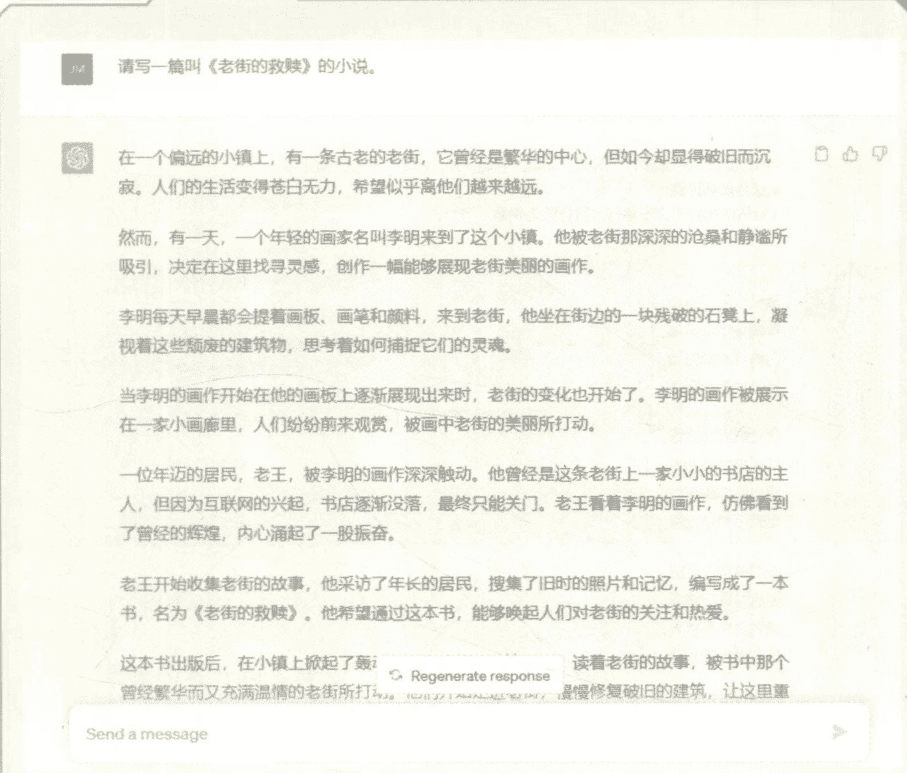 请写一篇叫《老街的救赎》的小说。
在一个偏远的小镇上，有一条古老的老街，它曾经是繁华的中心，但如今却显得破旧而沉
寂。人们的生活变得苍白无力，希望似乎离他们越来越远。
然而，有一天，一个年轻的画家名叫李明来到了这个小镇。他被老街那深深的沧桑和静谧所
吸引，决定在这里找寻灵感，创作一幅能够展现老街美丽的画作。
李明每天早晨都会提着画板、画笔和颜料，来到老街，他坐在街边的一块残破的石凳上，凝
视着这些颓废的建筑物，思考着如何捕捉它们的灵魂。
当李明的画作开始在他的画板上逐渐展现出来时，老街的变化也开始了。李明的画作被展示
在一家小画廊里，人们纷纷前来观赏，被画中老街的美丽所打动。
一位年迈的居民，老王，被李明的画作深深触动。他曾经是这条老街上一家小小的书店的主
人，但因为互联网的兴起，书店逐渐没落，最终只能关门。老王看着李明的画作，仿佛看到
了曾经的辉煌，内心涌起了一股振奋。
老王开始收集老街的故事，他采访了年长的居民，搜集了旧时的照片和记忆，编写成了一本
书，名为《老街的救赎》。他希望通过这本书，能够唤起人们对老街的关注和热爱。
这本书出版后，在小镇上掀起了 读着老街的故事，被书中那个
Regenerate response
曾经繁华而又充满温情的老街所打 慢慢修复破旧的建筑，让这里重
Send a message